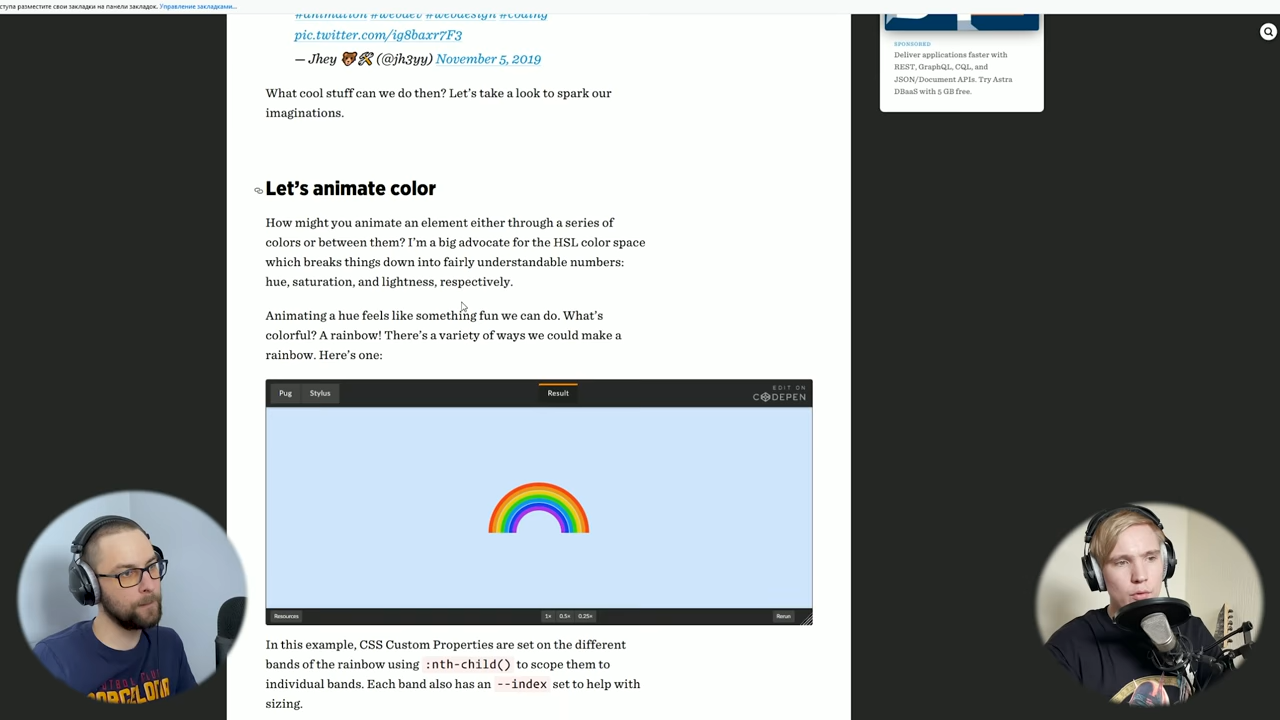 ступа разместите свои закладки на панели закладок. Управление закладками...
#animation #webdev #webdesign #coding
pic.twitter.com/ig8baxr7F3
— Jhey 🐻🛠 (@jh3yy) November 5, 2019
What cool stuff can we do then? Let’s take a look to spark our
imaginations.
SPONSORED
Deliver applications faster with
REST, GraphQL, CQL, and
JSON/Document APIs. Try Astra
DBaaS with 5 GB free.
Let’s animate color
How might you animate an element either through a series of
colors or between them? I’m a big advocate for the HSL color space
which breaks things down into fairly understandable numbers:
hue, saturation, and lightness, respectively.
Animating a hue feels like something fun we can do. What’s
colorful? A rainbow! There’s a variety of ways we could make a
rainbow. Here’s one:
Pug Stylus Result EDIT ON
CODEPEN
Resources 1× 0.5× 0.25× Rerun
In this example, CSS Custom Properties are set on the different
bands of the rainbow using :nth-child() to scope them to
individual bands. Each band also has an --index set to help with
sizing.
BARCELONA